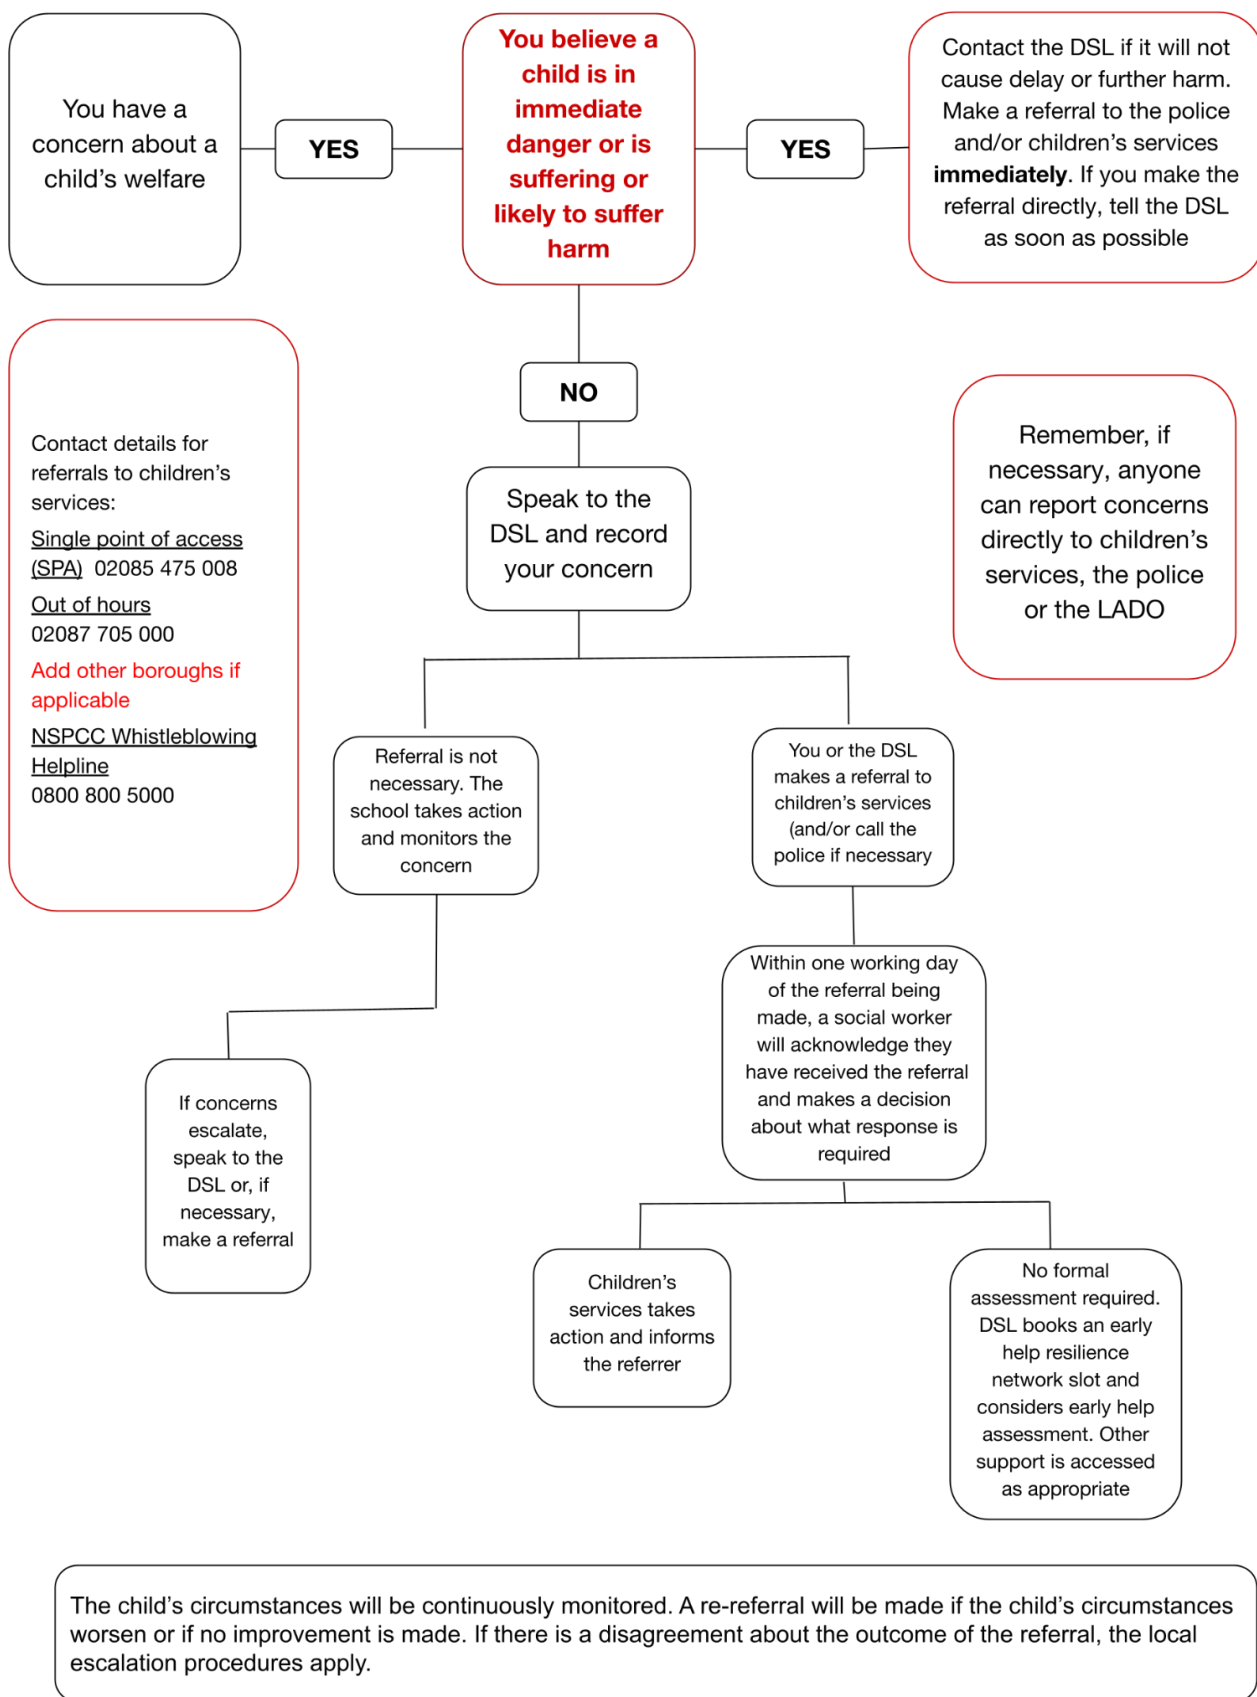 You have a
concern about a
child's welfare
YES
You believe a
child is in
immediate
danger or is
suffering or
likely to suffer
harm
YES
Contact the DSL if it will not
cause delay or further harm.
Make a referral to the police
and/or children's services
immediately. If you make the
referral directly, tell the DSL
as soon as possible
NO
Contact details for
referrals to children's
services:
Single point of access
(SPA) 02085 475 008
Out of hours
02087 705 000
Add other boroughs if
applicable
NSPCC Whistleblowing
Helpline
0800 800 5000
Speak to the
DSL and record
your concern
Remember, if
necessary, anyone
can report concerns
directly to children's
services, the police
or the LADO
Referral is not
necessary. The
school takes action
and monitors the
concern
You or the DSL
makes a referral to
children's services
(and/or call the
police if necessary
If concerns
escalate,
speak to the
DSL or, if
necessary,
make a referral
Within one working day
of the referral being
made, a social worker
will acknowledge they
have received the referral
and makes a decision
about what response is
required
Children's
services takes
action and informs
the referrer
No formal
assessment required.
DSL books an early
help resilience
network slot and
considers early help
assessment. Other
support is accessed
as appropriate
The child's circumstances will be continuously monitored. A re-referral will be made if the child's circumstances
worsen or if no improvement is made. If there is a disagreement about the outcome of the referral, the local
escalation procedures apply.